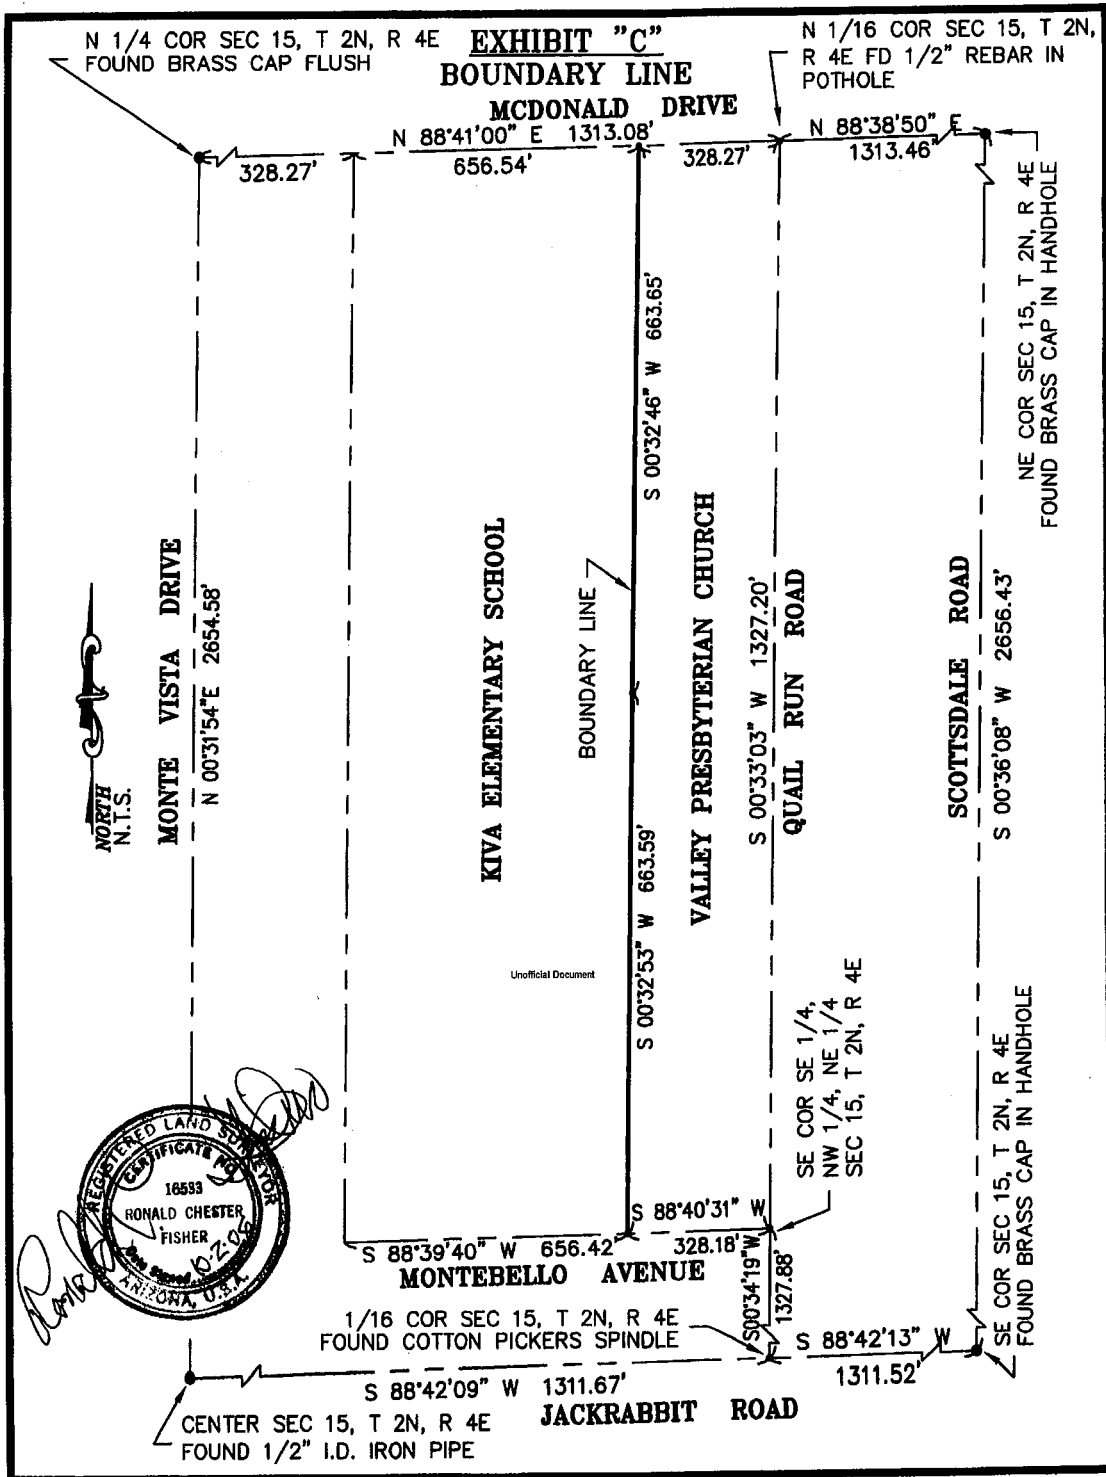 EXHIBIT "C"
BOUNDARY LINE
N 1/4 COR SEC 15, T 2N, R 4E
FOUND BRASS CAP FLUSH
N 1/16 COR SEC 15, T 2N,
R 4E FD 1/2" REBAR IN
POTHOLE
MCDONALD DRIVE
N 88°41'00" E 1313.08'
N 88°38'50" E
328.27'
656.54'
328.27'
1313.46'
NE COR SEC 15, T 2N, R 4E
FOUND BRASS CAP IN HANDHOLE
S 00°32'46" W 663.65'
NORTH
N.T.S.
MONTE VISTA DRIVE
N 00°31'54"E 2654.58'
KIVA ELEMENTARY SCHOOL
BOUNDARY LINE
VALLEY PRESBYTERIAN CHURCH
S 00°33'03" W 1327.20'
QUAIL RUN ROAD
SCOTTSDALE ROAD
S 00°36'08" W 2656.43'
S 00°32'53" W 663.59'
Unofficial Document
SE COR SE 1/4,
NW 1/4, NE 1/4
SEC 15, T 2N, R 4E
SE COR SEC 15, T 2N, R 4E
FOUND BRASS CAP IN HANDHOLE
REGISTERED LAND SURVEYOR
CERTIFICATE NO.
16533
RONALD CHESTER
FISHER
Date Signed
10-2-05
ARIZONA, U.S.A.
S 88°40'31" W
S 88°39'40" W 656.42'
328.18'
MONTEBELLO AVENUE
S00°34'19"W
1327.88'
1/16 COR SEC 15, T 2N, R 4E
FOUND COTTON PICKERS SPINDLE
S 88°42'13" W
1311.52'
S 88°42'09" W 1311.67'
JACKRABBIT ROAD
CENTER SEC 15, T 2N, R 4E
FOUND 1/2" I.D. IRON PIPE